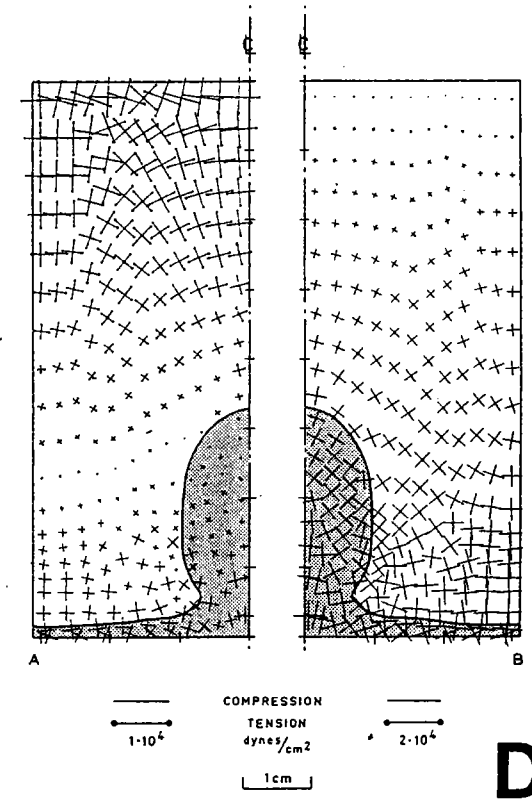 ℄ ℄
A B
COMPRESSION
TENSION
1·10⁴ dynes/cm² 2·10⁴
1cm
D